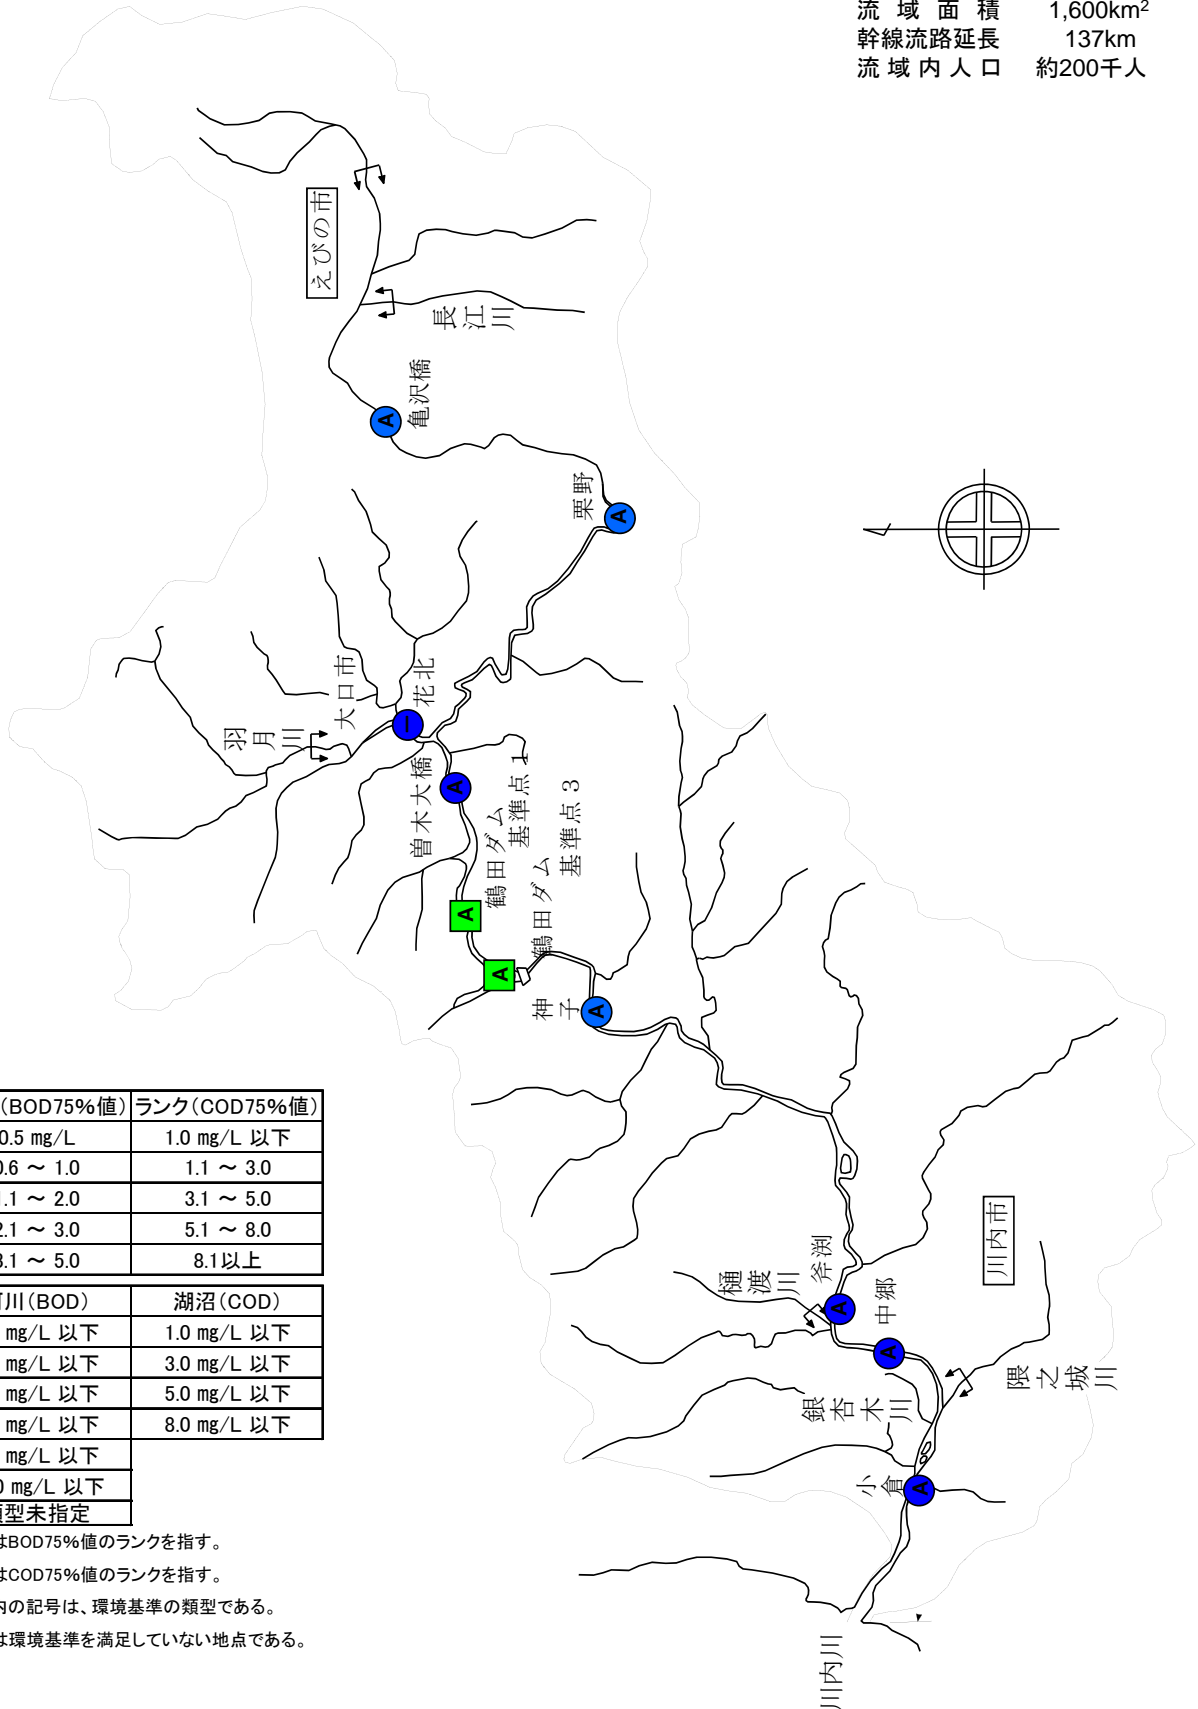 流域面積 1,600km²
幹線流路延長 137km
流域内人口 約200千人
えびの市
長江川
亀沢橋
栗野
羽月川
大口市
花北
曽木大橋
鶴田ダム
基準点1
鶴田ダム
基準点3
神子
樋渡川
斧渕
中郷
川内市
隈之城川
銀杏木川
小倉
川内川
A
A
A
A
A
A
A
A
A
(BOD75%値) ランク(COD75%値)
0.5 mg/L 1.0 mg/L 以下
0.6 ~ 1.0 1.1 ~ 3.0
1.1 ~ 2.0 3.1 ~ 5.0
2.1 ~ 3.0 5.1 ~ 8.0
3.1 ~ 5.0 8.1以上
川(BOD) 湖沼(COD)
mg/L 以下 1.0 mg/L 以下
mg/L 以下 3.0 mg/L 以下
mg/L 以下 5.0 mg/L 以下
mg/L 以下 8.0 mg/L 以下
mg/L 以下
0 mg/L 以下
型未指定
はBOD75%値のランクを指す。
はCOD75%値のランクを指す。
内の記号は、環境基準の類型である。
は環境基準を満足していない地点である。